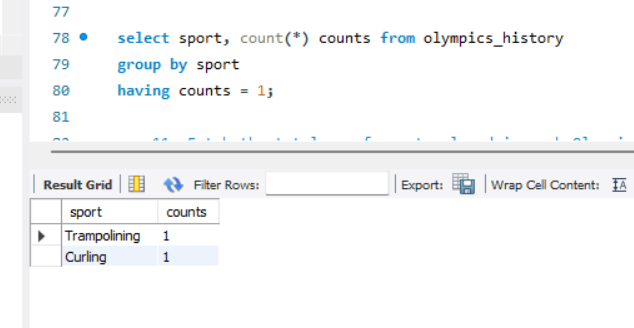 77
78 select sport, count(*) counts from olympics_history
79 group by sport
80 having counts = 1;
81
Result Grid Filter Rows: Export: Wrap Cell Content: IA
sport counts
Trampolining 1
Curling 1